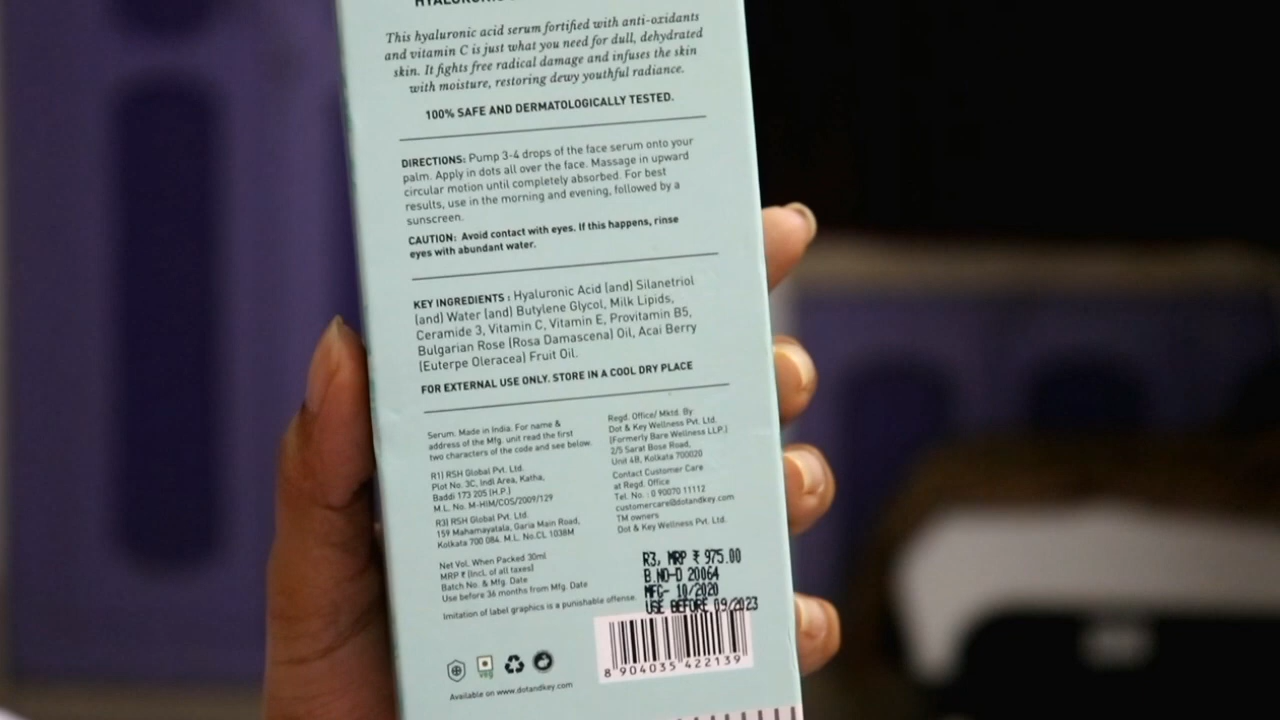 This hyaluronic acid serum fortified with anti-oxidants
and vitamin C is just what you need for dull, dehydrated
skin. It fights free radical damage and infuses the skin
with moisture, restoring dewy youthful radiance.
100% SAFE AND DERMATOLOGICALLY TESTED.
DIRECTIONS: Pump 3-4 drops of the face serum onto your
palm. Apply in dots all over the face. Massage in upward
circular motion until completely absorbed. For best
results, use in the morning and evening, followed by a
sunscreen.
CAUTION: Avoid contact with eyes. If this happens, rinse
eyes with abundant water.
KEY INGREDIENTS : Hyaluronic Acid (and) Silanetriol
(and) Water (and) Butylene Glycol, Milk Lipids,
Ceramide 3, Vitamin C, Vitamin E, Provitamin B5,
Bulgarian Rose (Rosa Damascena) Oil, Acai Berry
(Euterpe Oleracea) Fruit Oil.
FOR EXTERNAL USE ONLY. STORE IN A COOL DRY PLACE
Serum. Made in India. For name &
address of the Mfg. unit read the first
two characters of the code and see below.
R1) RSH Global Pvt. Ltd.
Plot No. 3C, Indl Area, Katha,
Baddi 173 205 (H.P.)
M.L. No. M-HIM/COS/2009/129
R3) RSH Global Pvt. Ltd.
159 Mahamayatala, Garia Main Road,
Kolkata 700 084. M.L. No.CL 1038M
Net Vol. When Packed 30ml
MRP ₹ (Incl. of all taxes)
Batch No. & Mfg. Date
Use before 36 months from Mfg. Date
Imitation of label graphics is a punishable offense.
Regd. Office/ Mktd. By
Dot & Key Wellness Pvt. Ltd.
(Formerly Bare Wellness LLP.)
2/5 Sarat Bose Road,
Unit 4B, Kolkata 700020
Contact Customer Care
at Regd. Office
Tel. No. : 0 90070 11112
customercare@dotandkey.com
TM owners
Dot & Key Wellness Pvt. Ltd.
R3, MRP ₹ 975.00
B.NO-D 20064
MFG- 10/2020
USE BEFORE 09/2023
8 904035 422139
veg
Available on www.dotandkey.com